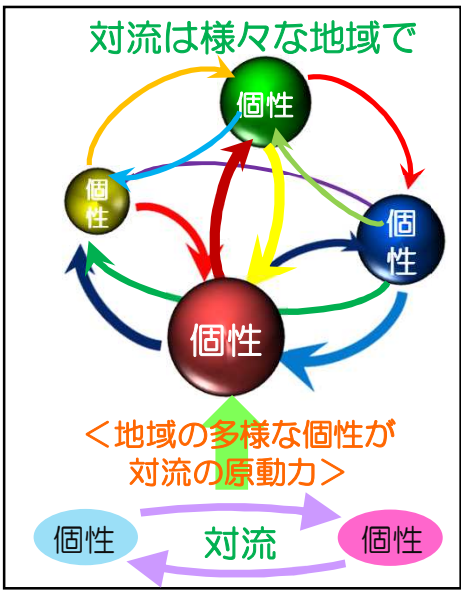 対流は様々な地域で
個性
個
性
個
性
個性
＜地域の多様な個性が
対流の原動力＞
個性
対流
個性